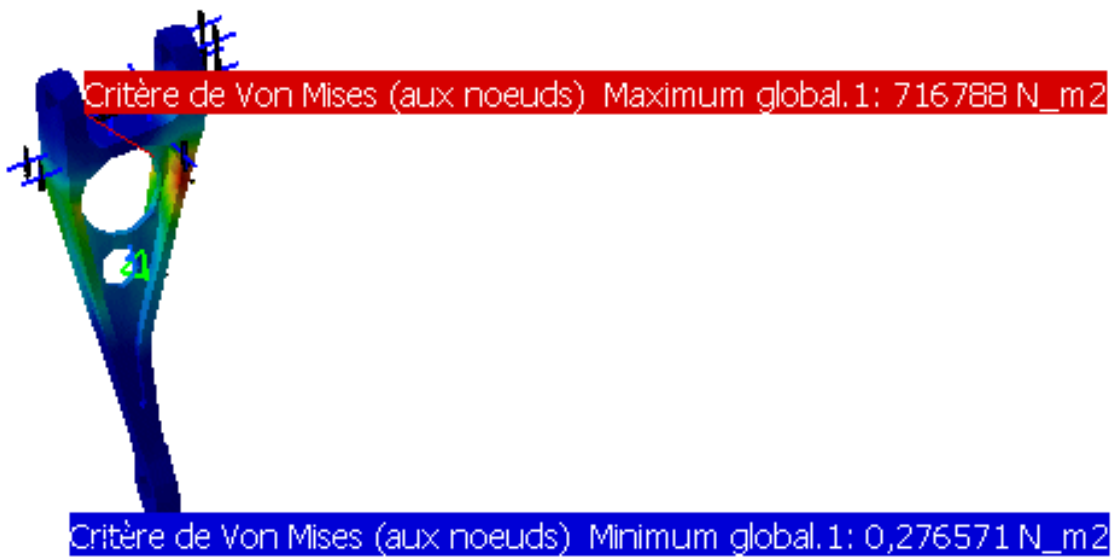 Critère de Von Mises (aux noeuds) Maximum global.1: 716788 N_m2
Critère de Von Mises (aux noeuds) Minimum global.1: 0,276571 N_m2